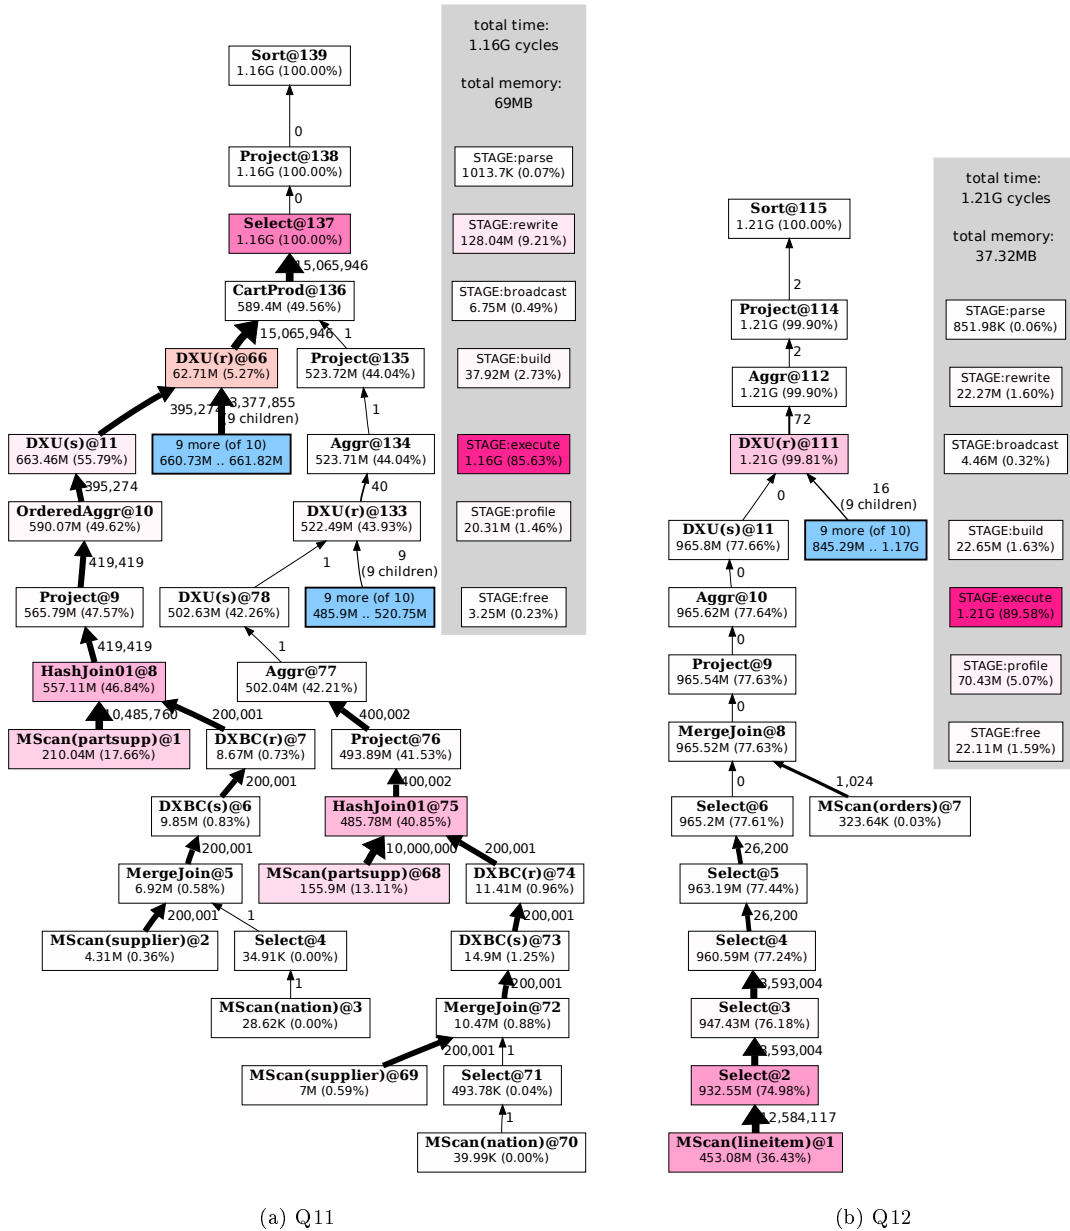 total time:
1.16G cycles
total memory:
69MB
Sort@139
1.16G (100.00%)
0
Project@138
1.16G (100.00%)
STAGE:parse
1013.7K (0.07%)
0
Select@137
1.16G (100.00%)
STAGE:rewrite
128.04M (9.21%)
15,065,946
CartProd@136
589.4M (49.56%)
STAGE:broadcast
6.75M (0.49%)
15,065,946
1
DXU(r)@66
62.71M (5.27%)
Project@135
523.72M (44.04%)
STAGE:build
37.92M (2.73%)
395,274
3,377,855
(9 children)
1
DXU(s)@11
663.46M (55.79%)
9 more (of 10)
660.73M .. 661.82M
Aggr@134
523.71M (44.04%)
STAGE:execute
1.16G (85.63%)
395,274
40
OrderedAggr@10
590.07M (49.62%)
DXU(r)@133
522.49M (43.93%)
STAGE:profile
20.31M (1.46%)
419,419
1
9
(9 children)
Project@9
565.79M (47.57%)
DXU(s)@78
502.63M (42.26%)
9 more (of 10)
485.9M .. 520.75M
STAGE:free
3.25M (0.23%)
419,419
1
HashJoin01@8
557.11M (46.84%)
Aggr@77
502.04M (42.21%)
10,485,760
200,001
400,002
MScan(partsupp)@1
210.04M (17.66%)
DXBC(r)@7
8.67M (0.73%)
Project@76
493.89M (41.53%)
200,001
400,002
DXBC(s)@6
9.85M (0.83%)
HashJoin01@75
485.78M (40.85%)
200,001
10,000,000
200,001
MergeJoin@5
6.92M (0.58%)
MScan(partsupp)@68
155.9M (13.11%)
DXBC(r)@74
11.41M (0.96%)
200,001
1
200,001
MScan(supplier)@2
4.31M (0.36%)
Select@4
34.91K (0.00%)
DXBC(s)@73
14.9M (1.25%)
1
200,001
MScan(nation)@3
28.62K (0.00%)
MergeJoin@72
10.47M (0.88%)
200,001
1
MScan(supplier)@69
7M (0.59%)
Select@71
493.78K (0.04%)
1
MScan(nation)@70
39.99K (0.00%)
(a) Q11
total time:
1.21G cycles
total memory:
37.32MB
Sort@115
1.21G (100.00%)
2
Project@114
1.21G (99.90%)
STAGE:parse
851.98K (0.06%)
2
Aggr@112
1.21G (99.90%)
STAGE:rewrite
22.27M (1.60%)
72
DXU(r)@111
1.21G (99.81%)
STAGE:broadcast
4.46M (0.32%)
0
16
(9 children)
DXU(s)@11
965.8M (77.66%)
9 more (of 10)
845.29M .. 1.17G
STAGE:build
22.65M (1.63%)
0
Aggr@10
965.62M (77.64%)
STAGE:execute
1.21G (89.58%)
0
Project@9
965.54M (77.63%)
STAGE:profile
70.43M (5.07%)
0
MergeJoin@8
965.52M (77.63%)
STAGE:free
22.11M (1.59%)
0
1,024
Select@6
965.2M (77.61%)
MScan(orders)@7
323.64K (0.03%)
26,200
Select@5
963.19M (77.44%)
26,200
Select@4
960.59M (77.24%)
3,593,004
Select@3
947.43M (76.18%)
3,593,004
Select@2
932.55M (74.98%)
12,584,117
MScan(lineitem)@1
453.08M (36.43%)
(b) Q12